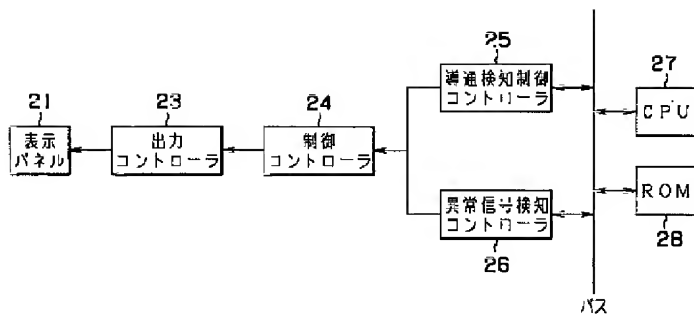 21
表示
パネル
23
出力
コントローラ
24
制御
コントローラ
25
導通検知制御
コントローラ
異常信号検知
コントローラ
26
27
CPU
ROM
28
バス